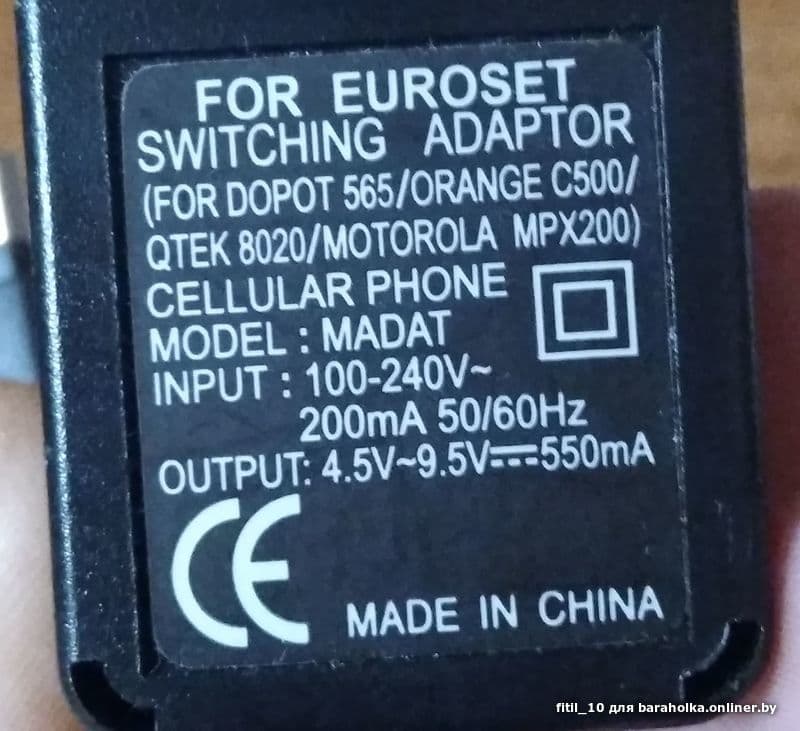 FOR EUROSET
SWITCHING ADAPTOR
(FOR DOPOT 565/ORANGE C500/
QTEK 8020/MOTOROLA MPX200)
CELLULAR PHONE
MODEL : MADAT
INPUT : 100-240V~
200mA 50/60Hz
OUTPUT: 4.5V~9.5V⎓550mA
CE
MADE IN CHINA
fitil_10 для baraholka.onliner.by